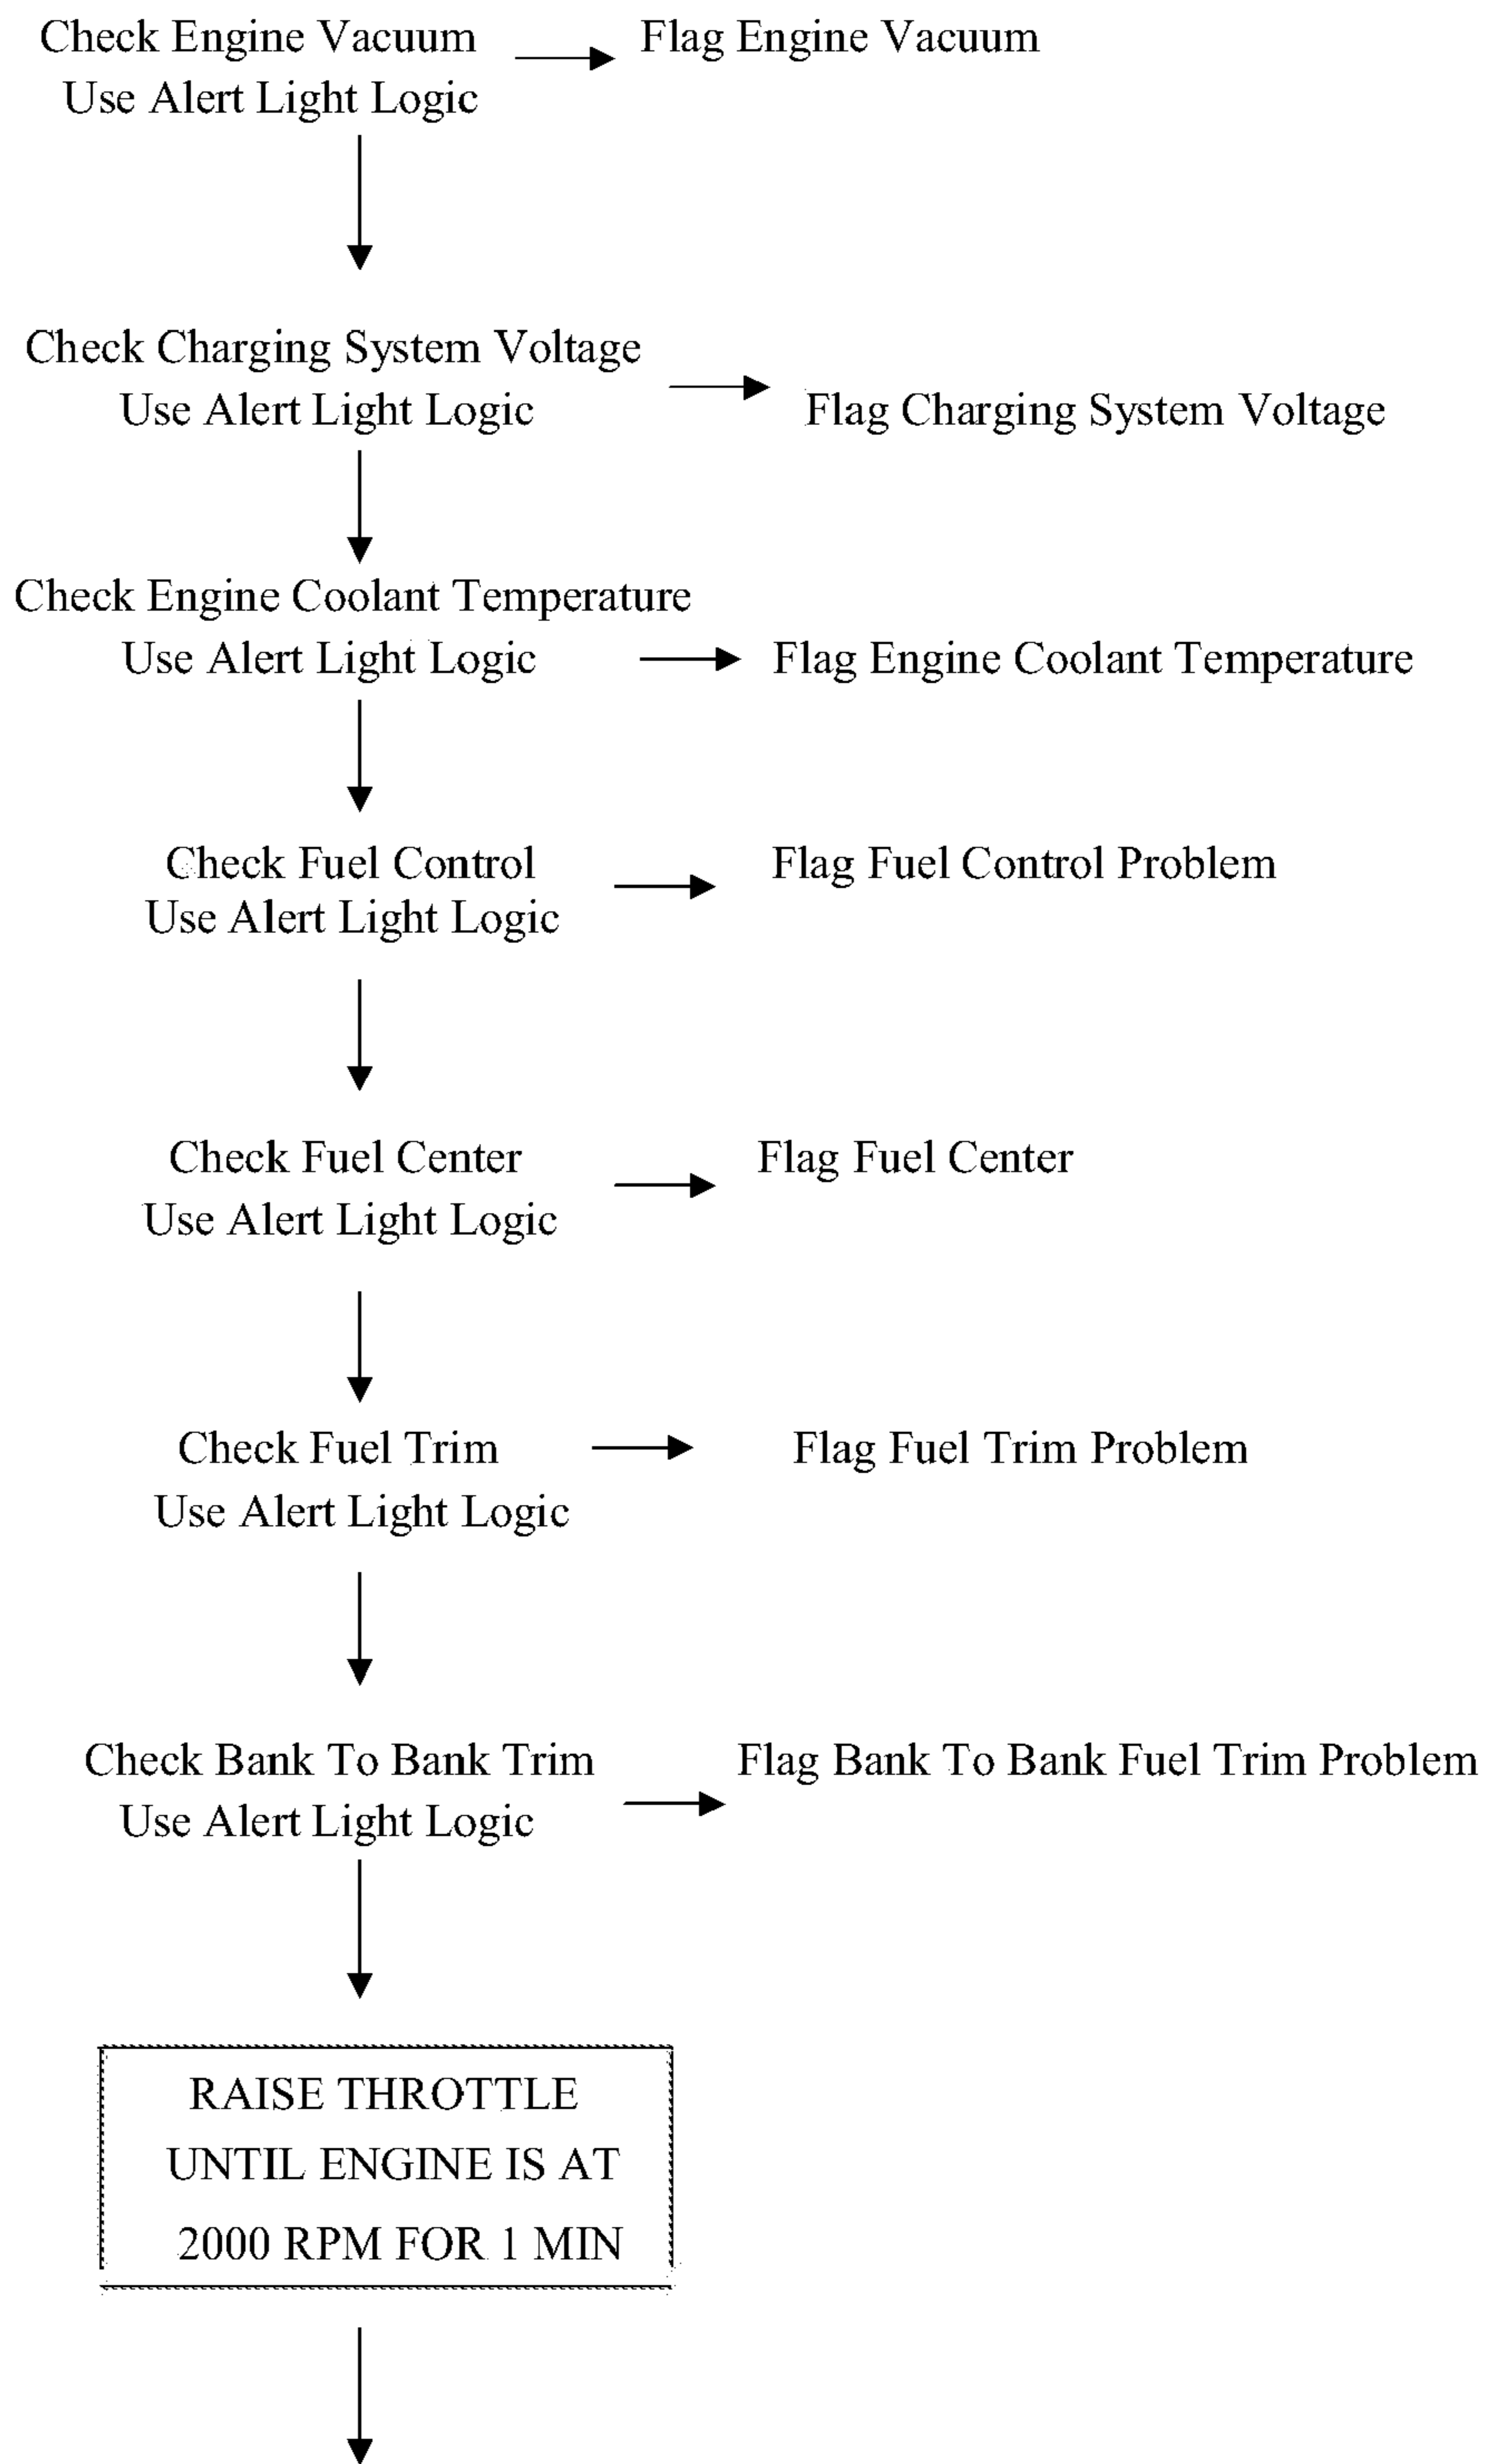 Check Engine Vacuum
Use Alert Light Logic
Flag Engine Vacuum
Check Charging System Voltage
Use Alert Light Logic
Flag Charging System Voltage
Check Engine Coolant Temperature
Use Alert Light Logic
Flag Engine Coolant Temperature
Check Fuel Control
Use Alert Light Logic
Flag Fuel Control Problem
Check Fuel Center
Use Alert Light Logic
Flag Fuel Center
Check Fuel Trim
Use Alert Light Logic
Flag Fuel Trim Problem
Check Bank To Bank Trim
Use Alert Light Logic
Flag Bank To Bank Fuel Trim Problem
RAISE THROTTLE
UNTIL ENGINE IS AT
2000 RPM FOR 1 MIN